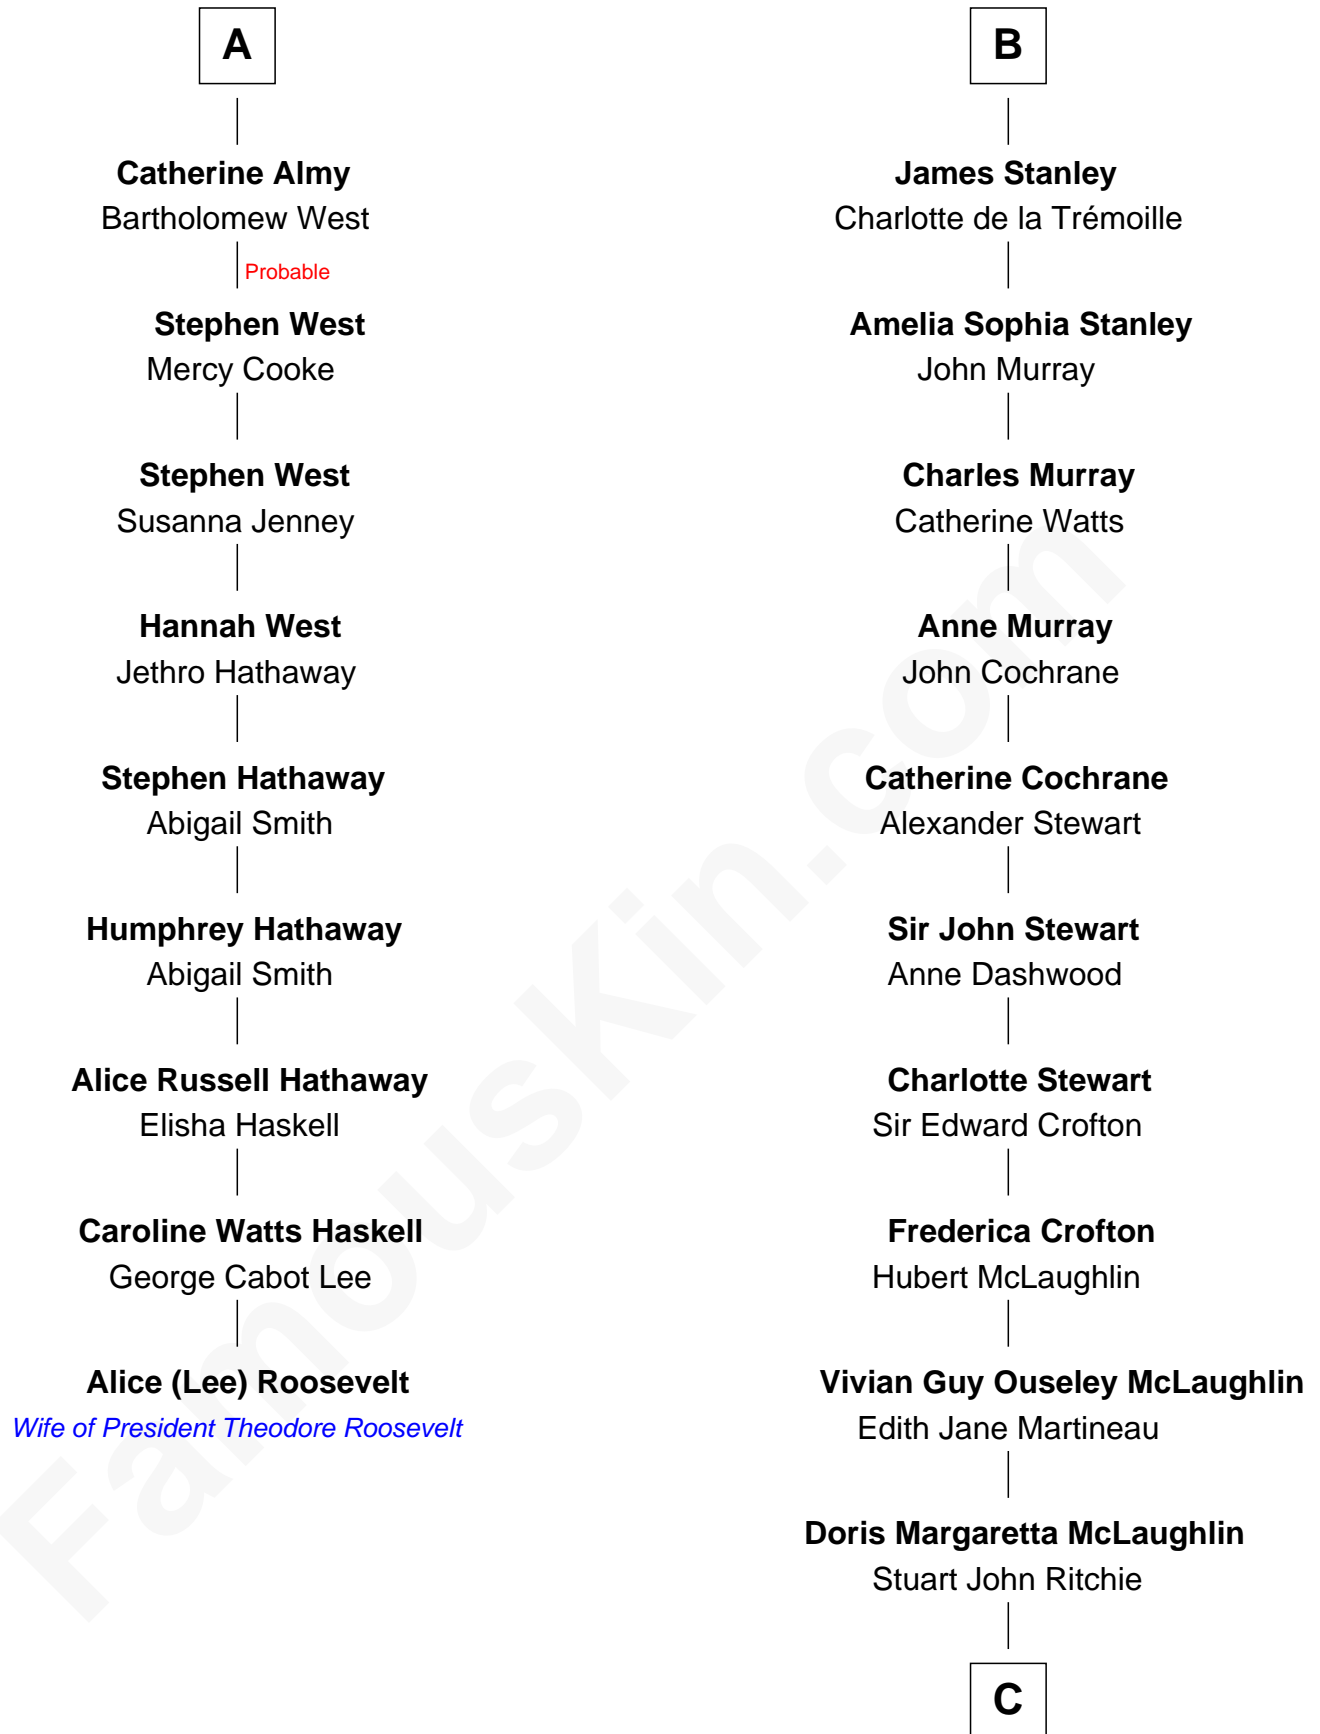 A
Catherine Almy
Bartholomew West
Probable
Stephen West
Mercy Cooke
Stephen West
Susanna Jenney
Hannah West
Jethro Hathaway
Stephen Hathaway
Abigail Smith
Humphrey Hathaway
Abigail Smith
Alice Russell Hathaway
Elisha Haskell
Caroline Watts Haskell
George Cabot Lee
Alice (Lee) Roosevelt
Wife of President Theodore Roosevelt
B
James Stanley
Charlotte de la Trémoille
Amelia Sophia Stanley
John Murray
Charles Murray
Catherine Watts
Anne Murray
John Cochrane
Catherine Cochrane
Alexander Stewart
Sir John Stewart
Anne Dashwood
Charlotte Stewart
Sir Edward Crofton
Frederica Crofton
Hubert McLaughlin
Vivian Guy Ouseley McLaughlin
Edith Jane Martineau
Doris Margaretta McLaughlin
Stuart John Ritchie
C
FamousKin.com